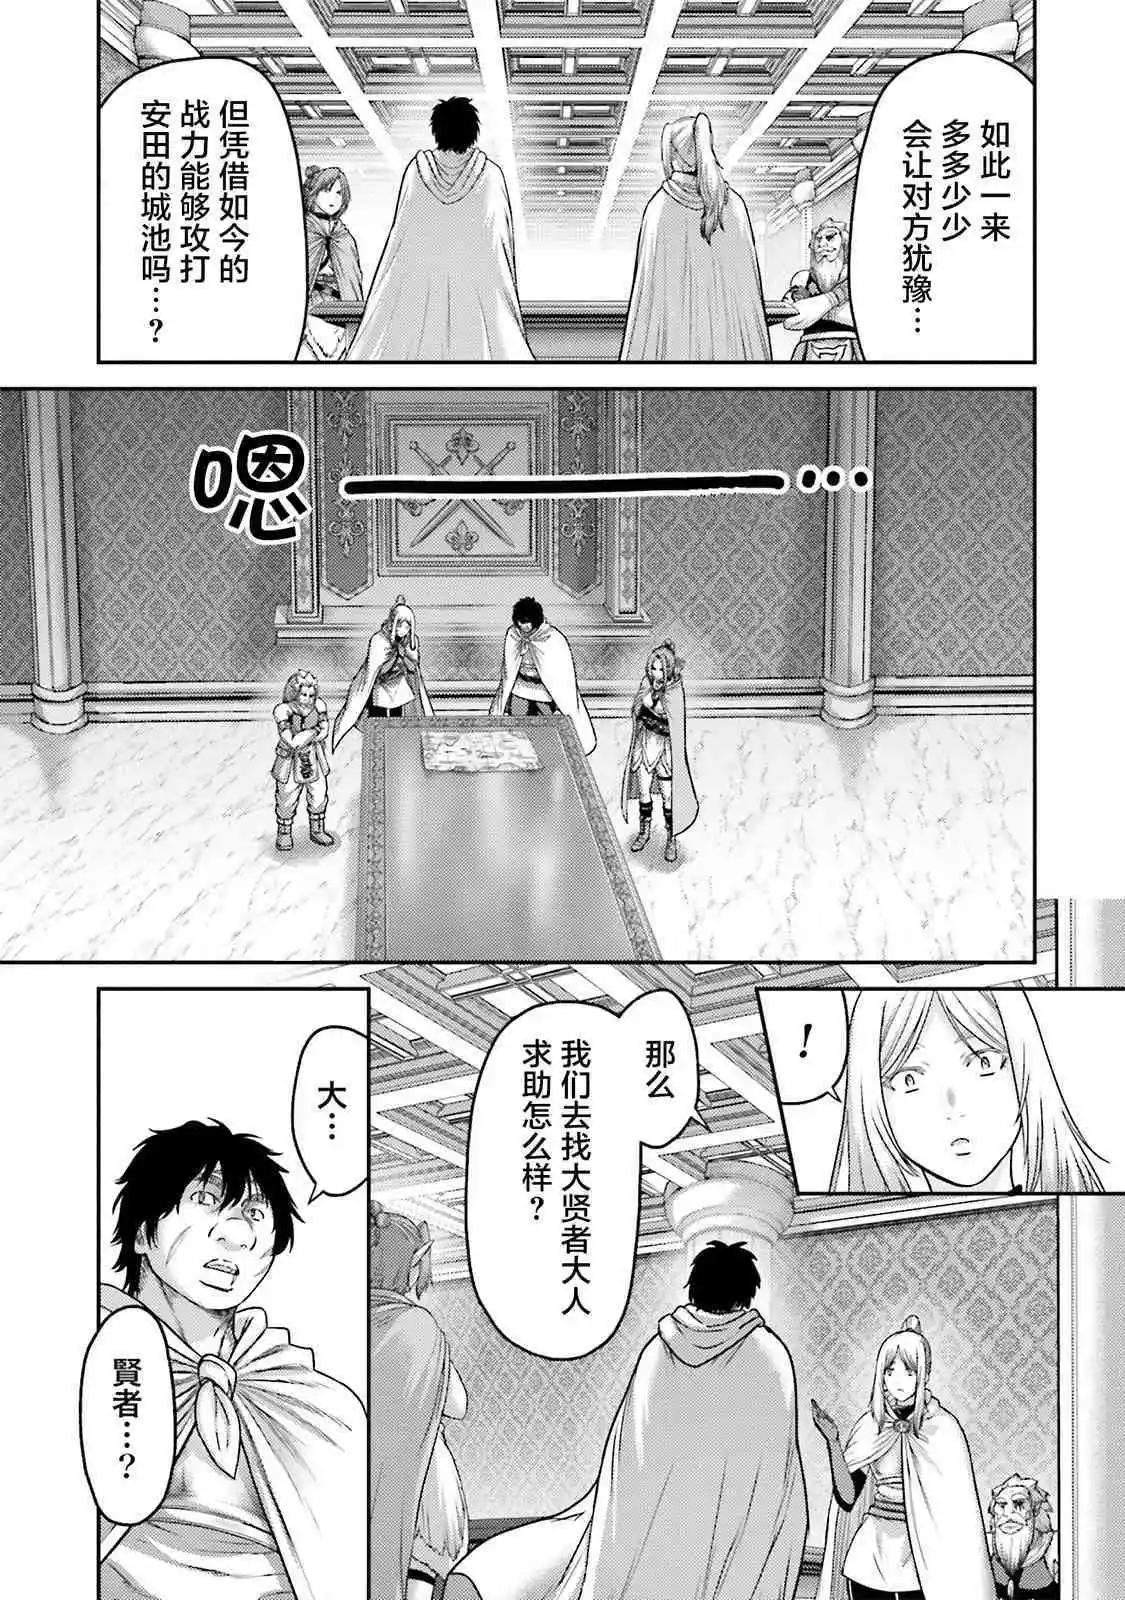 如此一来
多多少少
会让对方犹豫…
但凭借如今的
战力能够攻打
安田的城池吗…?
嗯━━…
!
那么
我们去找大贤者大人
求助怎么样?
大…
賢者…?